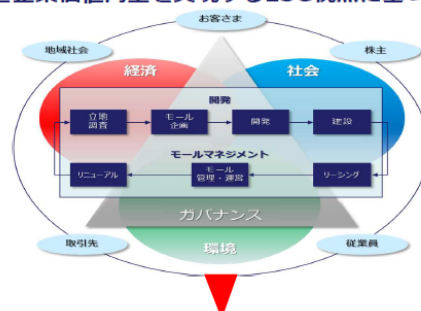 お客さま
地域社会
株主
経済
社会
開発
立地
調査
モール
企画
開発
建設
モールマネジメント
リニューアル
モール
管理・運営
リーシング
ガバナンス
環境
取引先
従業員